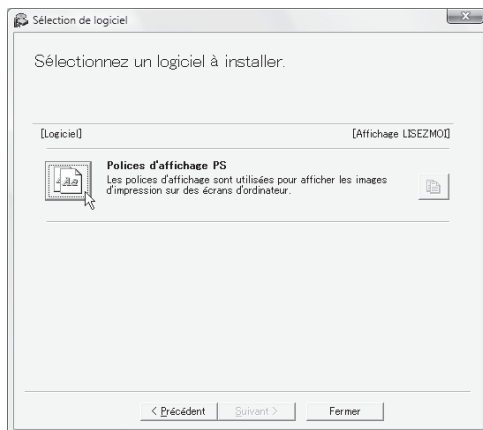 Sélection de logiciel
Sélectionnez un logiciel à installer.
[Logiciel] [Affichage LISEZMOI]
Polices d'affichage PS
Les polices d'affichage sont utilisées pour afficher les images
d'impression sur des écrans d'ordinateur.
< Précédent Suivant > Fermer